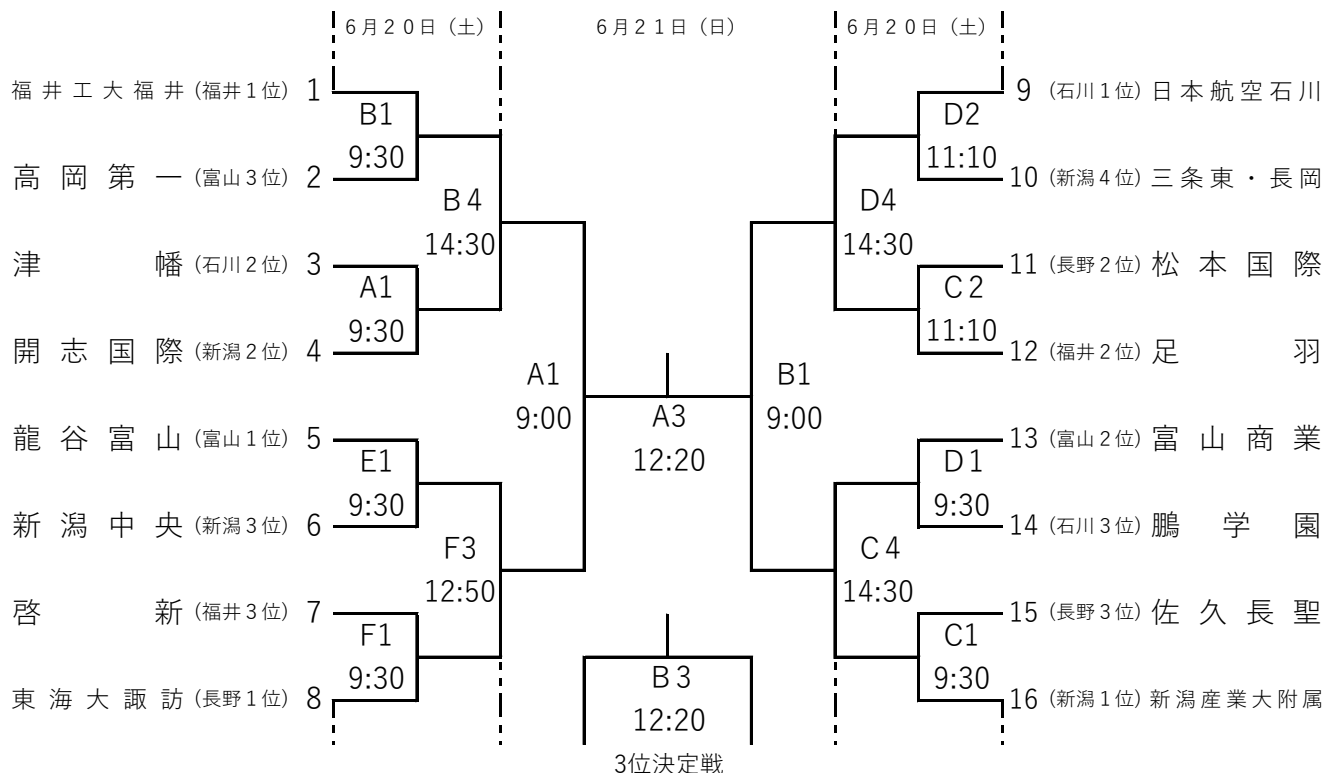 6月20日（土） 6月21日（日） 6月20日（土）
福井工大福井 (福井1位) 1
B1
9:30
高岡第一 (富山3位) 2
B4
14:30
津幡 (石川2位) 3
A1
9:30
開志国際 (新潟2位) 4
A1
9:00
龍谷富山 (富山1位) 5
E1
9:30
新潟中央 (新潟3位) 6
F3
12:50
啓新 (福井3位) 7
F1
9:30
東海大諏訪 (長野1位) 8
A3
12:20
B3
12:20
3位決定戦
9 (石川1位) 日本航空石川
D2
11:10
10 (新潟4位) 三条東・長岡
D4
14:30
11 (長野2位) 松本国際
C2
11:10
12 (福井2位) 足羽
B1
9:00
13 (富山2位) 富山商業
D1
9:30
14 (石川3位) 鵬学園
C4
14:30
15 (長野3位) 佐久長聖
C1
9:30
16 (新潟1位) 新潟産業大附属